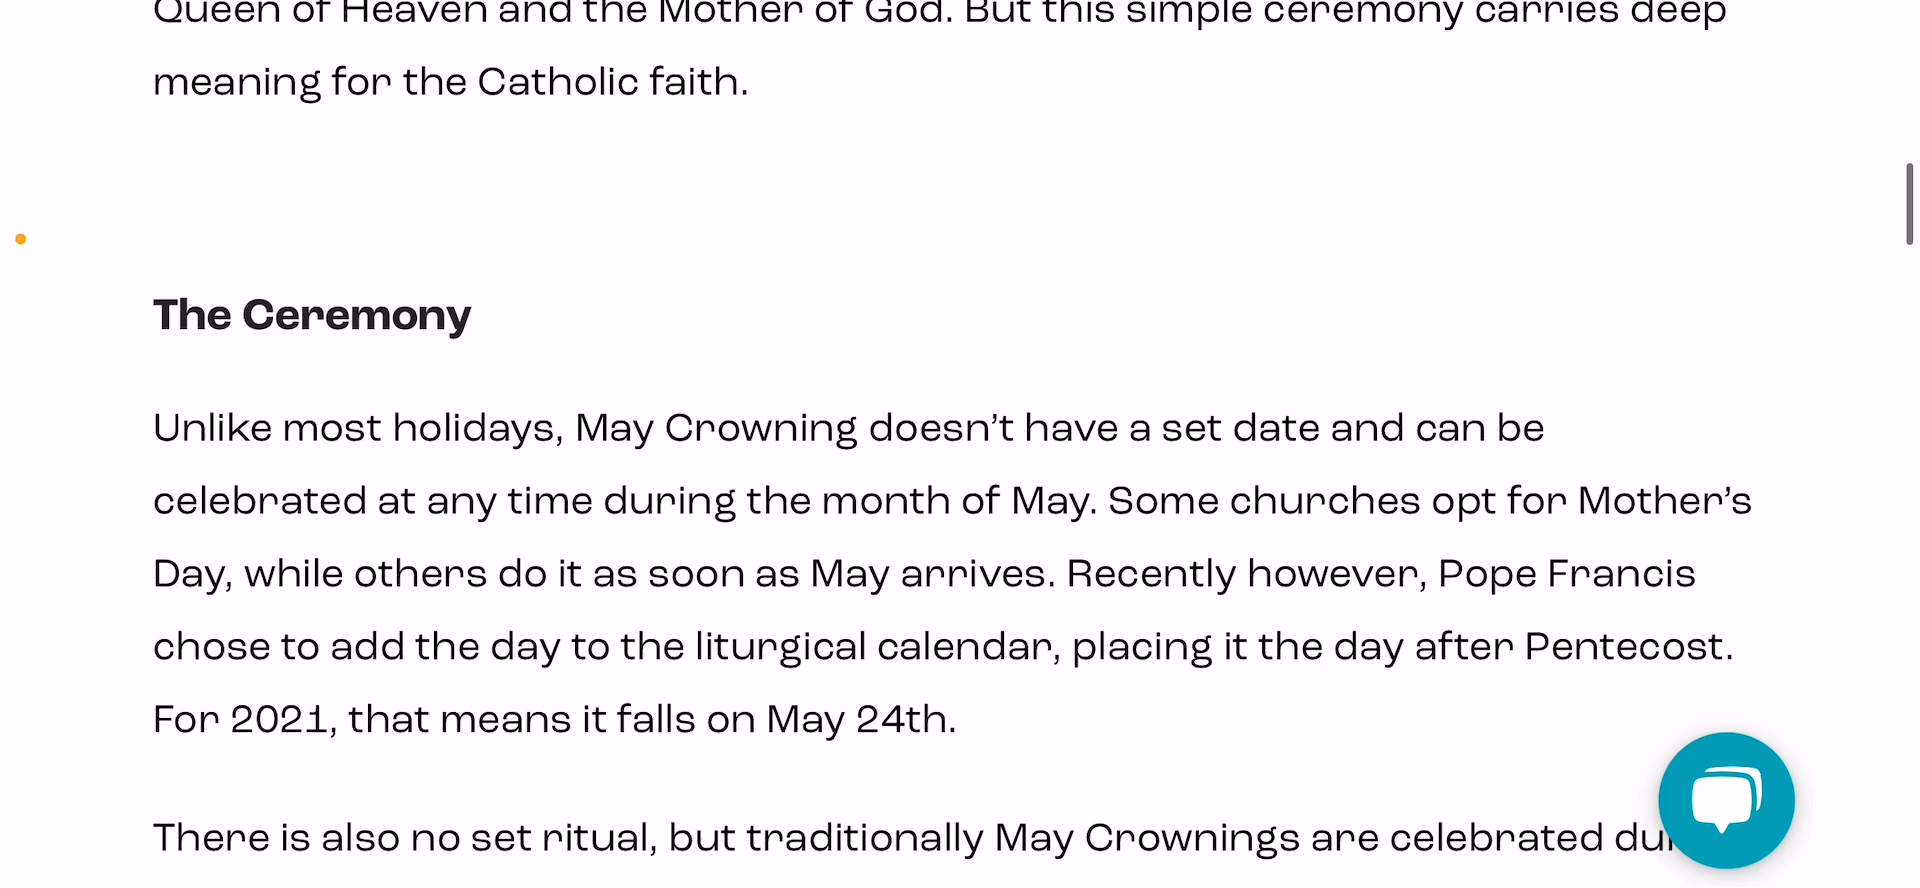 Queen of Heaven and the Mother of God. But this simple ceremony carries deep
meaning for the Catholic faith.
The Ceremony
Unlike most holidays, May Crowning doesn’t have a set date and can be
celebrated at any time during the month of May. Some churches opt for Mother’s
Day, while others do it as soon as May arrives. Recently however, Pope Francis
chose to add the day to the liturgical calendar, placing it the day after Pentecost.
For 2021, that means it falls on May 24th.
There is also no set ritual, but traditionally May Crownings are celebrated